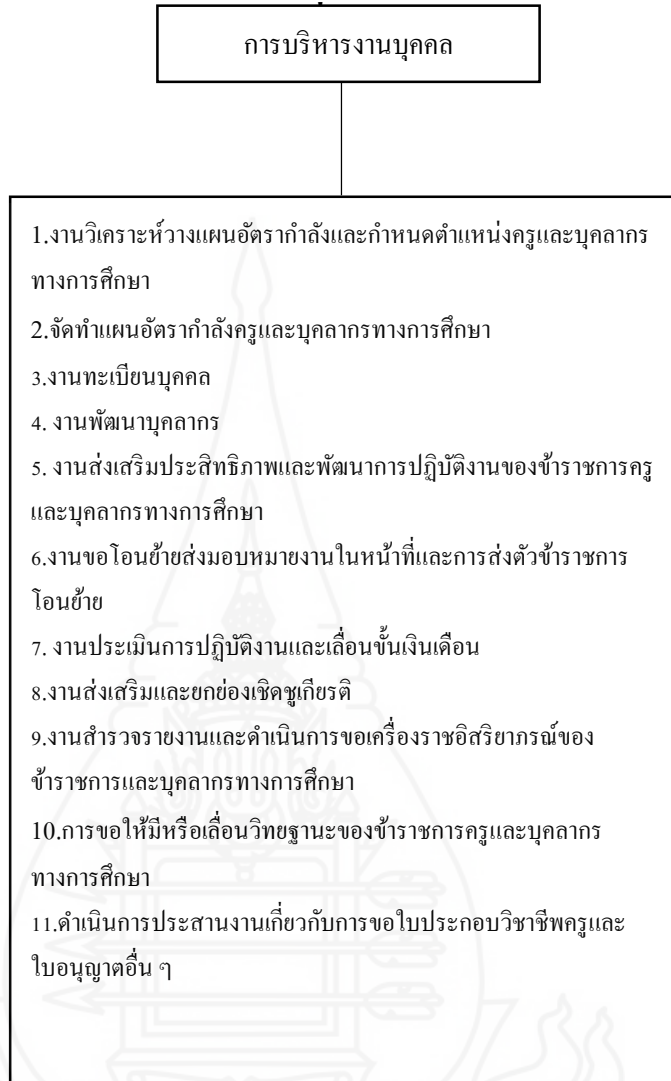 การบริหารงานบุคคล
1.งานวิเคราะห์วางแผนอัตรากำลังและกำหนดตำแหน่งครูและบุคลากร
ทางการศึกษา
2.จัดทำแผนอัตรากำลังครูและบุคลากรทางการศึกษา
3.งานทะเบียนบุคคล
4. งานพัฒนาบุคลากร
5. งานส่งเสริมประสิทธิภาพและพัฒนาการปฏิบัติงานของข้าราชการครู
และบุคลากรทางการศึกษา
6.งานขอโอนย้ายส่งมอบหมายงานในหน้าที่และการส่งตัวข้าราชการ
โอนย้าย
7. งานประเมินการปฏิบัติงานและเลื่อนขั้นเงินเดือน
8.งานส่งเสริมและยกย่องเชิดชูเกียรติ
9.งานสำรวจรายงานและดำเนินการขอเครื่องราชอิสริยาภรณ์ของ
ข้าราชการและบุคลากรทางการศึกษา
10.การขอให้มีหรือเลื่อนวิทยฐานะของข้าราชการครูและบุคลากร
ทางการศึกษา
11.ดำเนินการประสานงานเกี่ยวกับการขอใบประกอบวิชาชีพครูและ
ใบอนุญาตอื่น ๆ